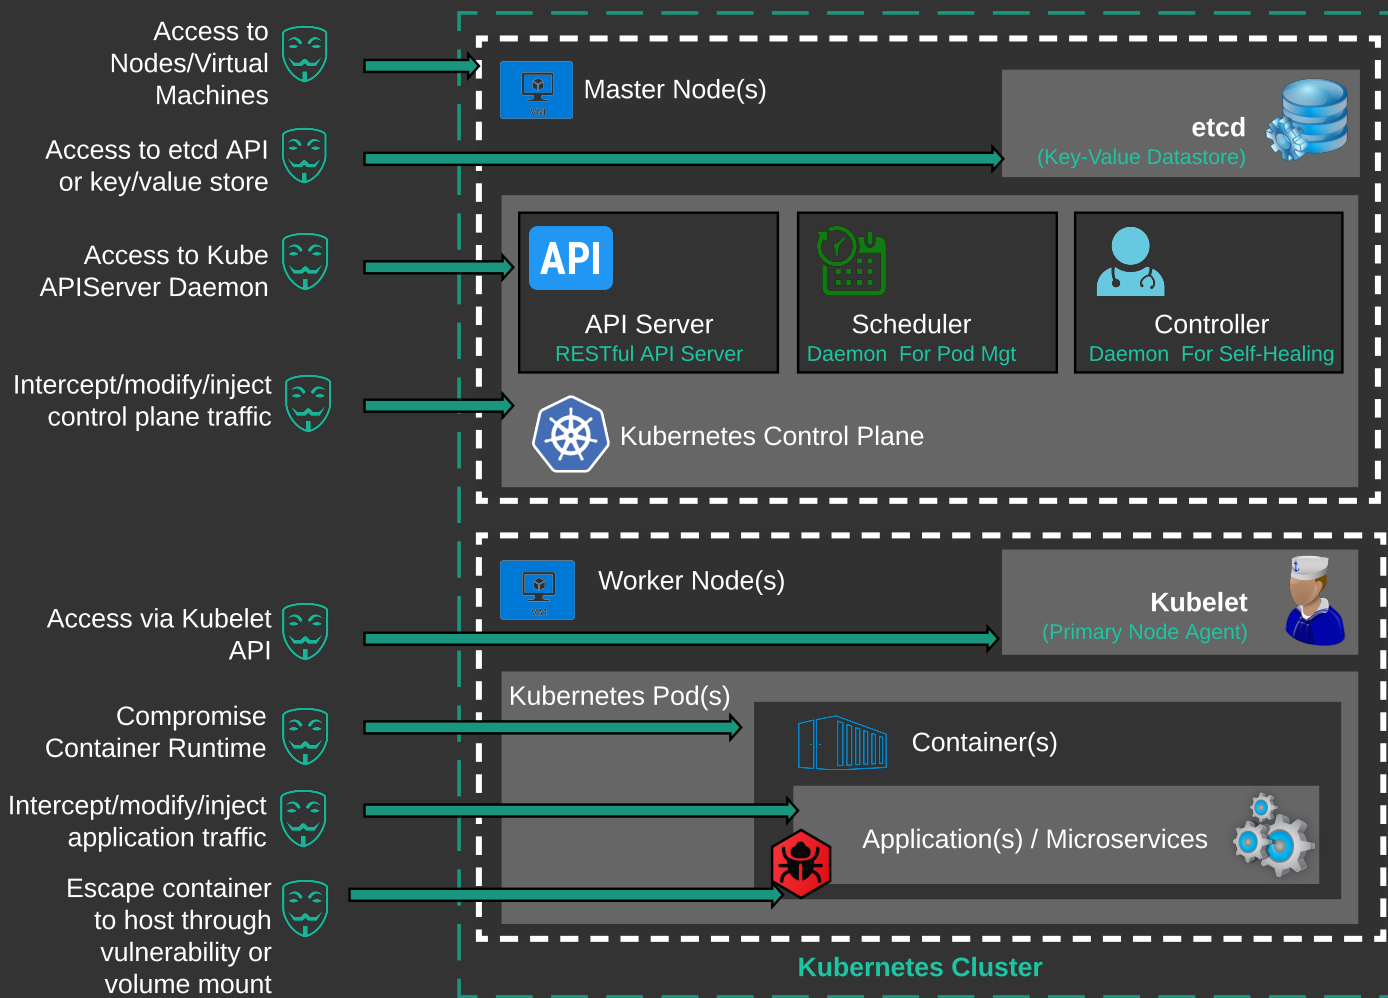 Access to
Nodes/Virtual
Machines
Access to etcd API
or key/value store
Access to Kube
APIServer Daemon
Intercept/modify/inject
control plane traffic
Access via Kubelet
API
Compromise
Container Runtime
Intercept/modify/inject
application traffic
Escape container
to host through
vulnerability or
volume mount
VM
Master Node(s)
etcd
(Key-Value Datastore)
API
API Server
RESTful API Server
Scheduler
Daemon  For Pod Mgt
Controller
Daemon  For Self-Healing
Kubernetes Control Plane
VM
Worker Node(s)
Kubelet
(Primary Node Agent)
Kubernetes Pod(s)
Container(s)
Application(s) / Microservices
Kubernetes Cluster